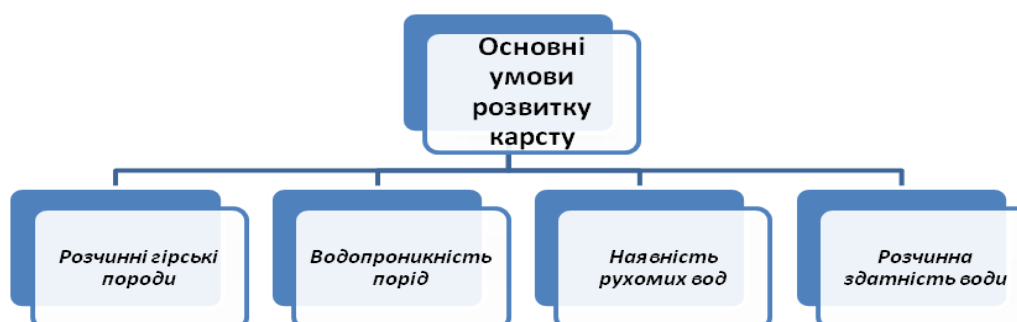 Основні
умови
розвитку
карсту
Розчинні гірські
породи
Водопроникність
порід
Наявність
рухомих вод
Розчинна
здатність води